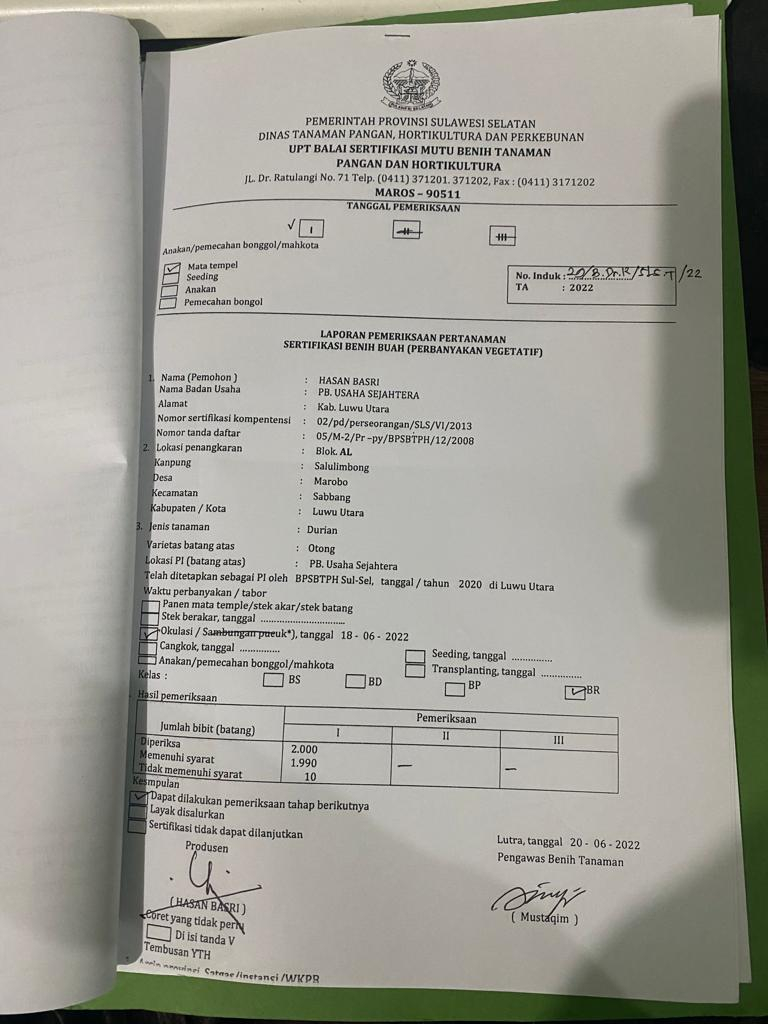 SULAWESI SELATAN
PEMERINTAH PROVINSI SULAWESI SELATAN
DINAS TANAMAN PANGAN, HORTIKULTURA DAN PERKEBUNAN
UPT BALAI SERTIFIKASI MUTU BENIH TANAMAN
PANGAN DAN HORTIKULTURA
JL. Dr. Ratulangi No. 71 Telp. (0411) 371201. 371202, Fax : (0411) 3171202
MAROS – 90511
TANGGAL PEMERIKSAAN
√ I II III
Anakan/pemecahan bonggol/mahkota
Mata tempel
Seeding
Anakan
Pemecahan bongol
No. Induk : /22
TA : 2022
LAPORAN PEMERIKSAAN PERTANAMAN
SERTIFIKASI BENIH BUAH (PERBANYAKAN VEGETATIF)
1. Nama (Pemohon ) : HASAN BASRI
Nama Badan Usaha : PB. USAHA SEJAHTERA
Alamat : Kab. Luwu Utara
Nomor sertifikasi kompentensi : 02/pd/perseorangan/SLS/VI/2013
Nomor tanda daftar : 05/M-2/Pr –py/BPSBTPH/12/2008
2. Lokasi penangkaran : Blok. AL
Kanpung : Salulimbong
Desa : Marobo
Kecamatan : Sabbang
Kabupaten / Kota : Luwu Utara
3. Jenis tanaman : Durian
Varietas batang atas : Otong
Lokasi PI (batang atas) : PB. Usaha Sejahtera
Telah ditetapkan sebagai PI oleh BPSBTPH Sul-Sel, tanggal / tahun 2020 di Luwu Utara
Waktu perbanyakan / tabor
Panen mata temple/stek akar/stek batang
Stek berakar, tanggal ................................
Okulasi / Sambungan pucuk*), tanggal 18 - 06 - 2022
Cangkok, tanggal ............... Seeding, tanggal ...............
Anakan/pemecahan bonggol/mahkota Transplanting, tanggal ...............
Kelas : BS BD BP BR
Hasil pemeriksaan
Jumlah bibit (batang) Pemeriksaan
I II III
Diperiksa 2.000
Memenuhi syarat 1.990 — —
Tidak memenuhi syarat 10
Kesmpulan
Dapat dilakukan pemeriksaan tahap berikutnya
Layak disalurkan
Sertifikasi tidak dapat dilanjutkan
Lutra, tanggal 20 - 06 - 2022
Produsen Pengawas Benih Tanaman
( HASAN BASRI ) ( Mustaqim )
Coret yang tidak perlu
Di isi tanda V
Tembusan YTH
provinsi Satgas/instansi/WKPB